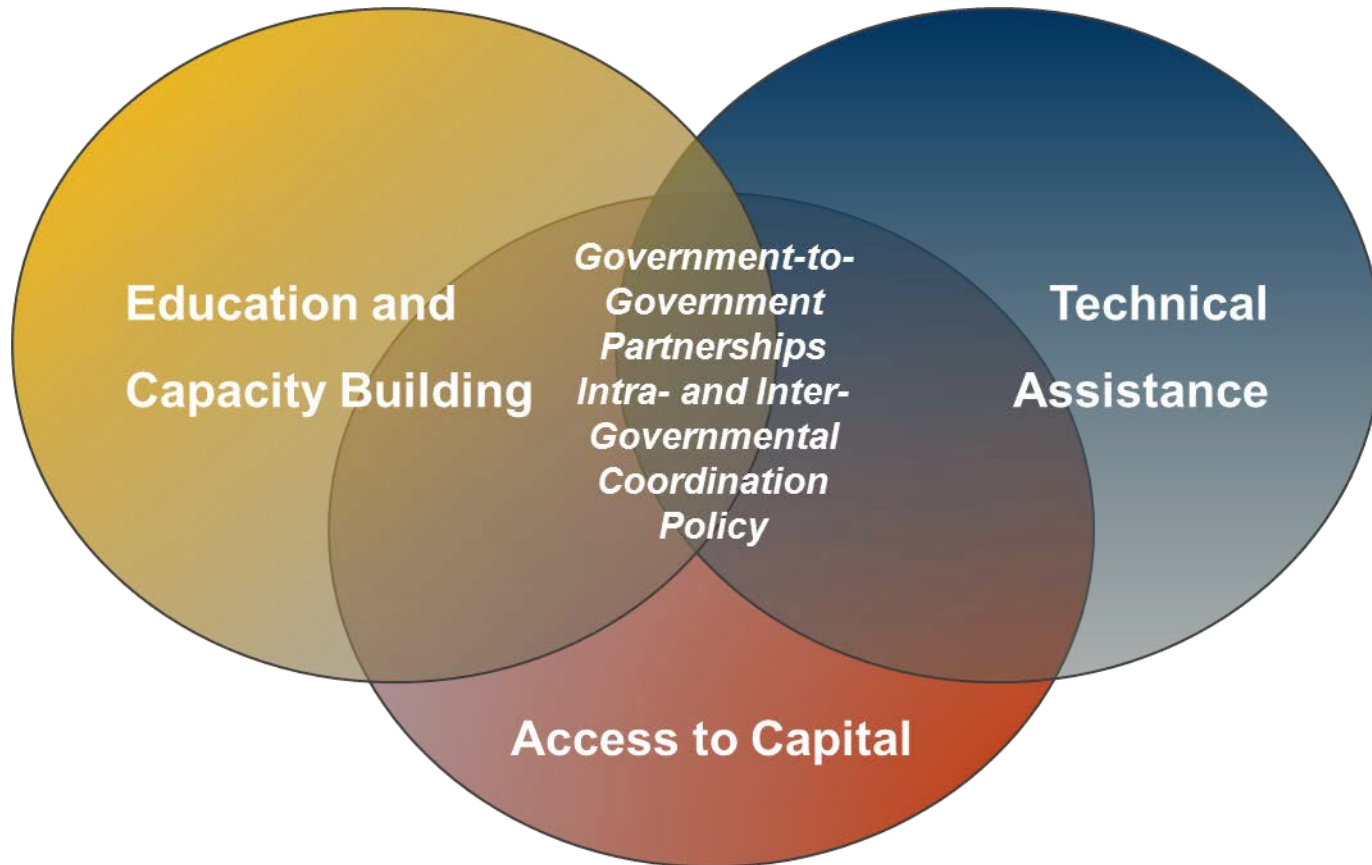 Education and
Capacity Building
Government-to-
Government
Partnerships
Intra- and Inter-
Governmental
Coordination
Policy
Technical
Assistance
Access to Capital